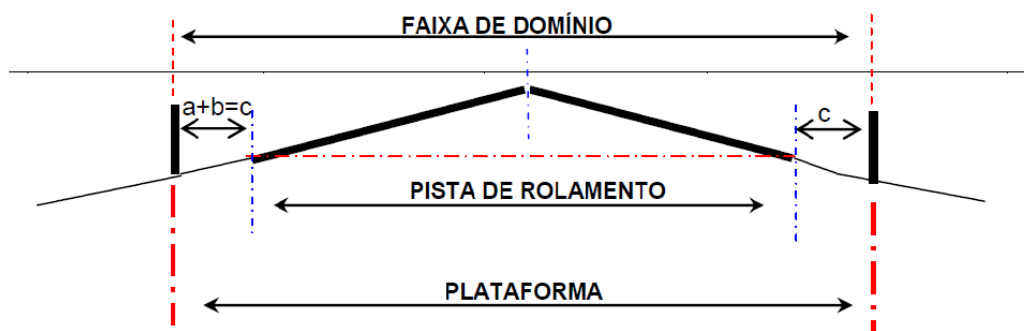 FAIXA DE DOMÍNIO
a+b=c
c
PISTA DE ROLAMENTO
PLATAFORMA